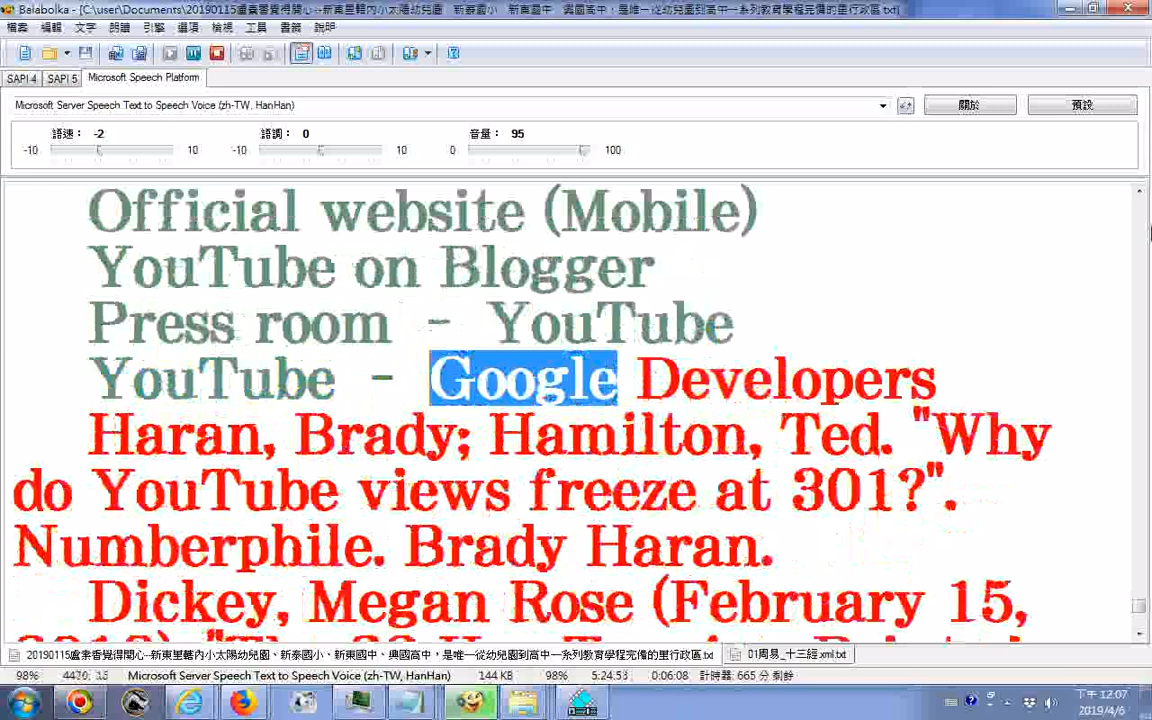 Balabolka - [C:\user\Documents\20190115盧崇香覺得開心--新東里轄內小太陽幼兒園、新泰國小、新東國中、興國高中，是唯一從幼兒園到高中一系列教育學程完備的里行政區.txt]
檔案 編輯 文字 朗讀 引擎 選項 檢視 工具 書籤 說明
SAPI 4 SAPI 5 Microsoft Speech Platform
Microsoft Server Speech Text to Speech Voice (zh-TW, HanHan) 關於 預設
語速： -2 語調： 0 音量： 95
-10 10 -10 10 0 100
Official website (Mobile)
YouTube on Blogger
Press room - YouTube
YouTube - Google Developers
Haran, Brady; Hamilton, Ted. "Why
do YouTube views freeze at 301?".
Numberphile. Brady Haran.
Dickey, Megan Rose (February 15,
20190115盧崇香覺得開心--新東里轄內小太陽幼兒園、新泰國小、新東國中、興國高中，是唯一從幼兒園到高中一系列教育學程完備的里行政區.txt 01周易_十三經.xml.txt
98% Microsoft Server Speech Text to Speech Voice (zh-TW, HanHan) 144 KB 98% 5:24:53 0:06:08 計時器: 665 分 剩餘
下午 12:07
2019/4/6